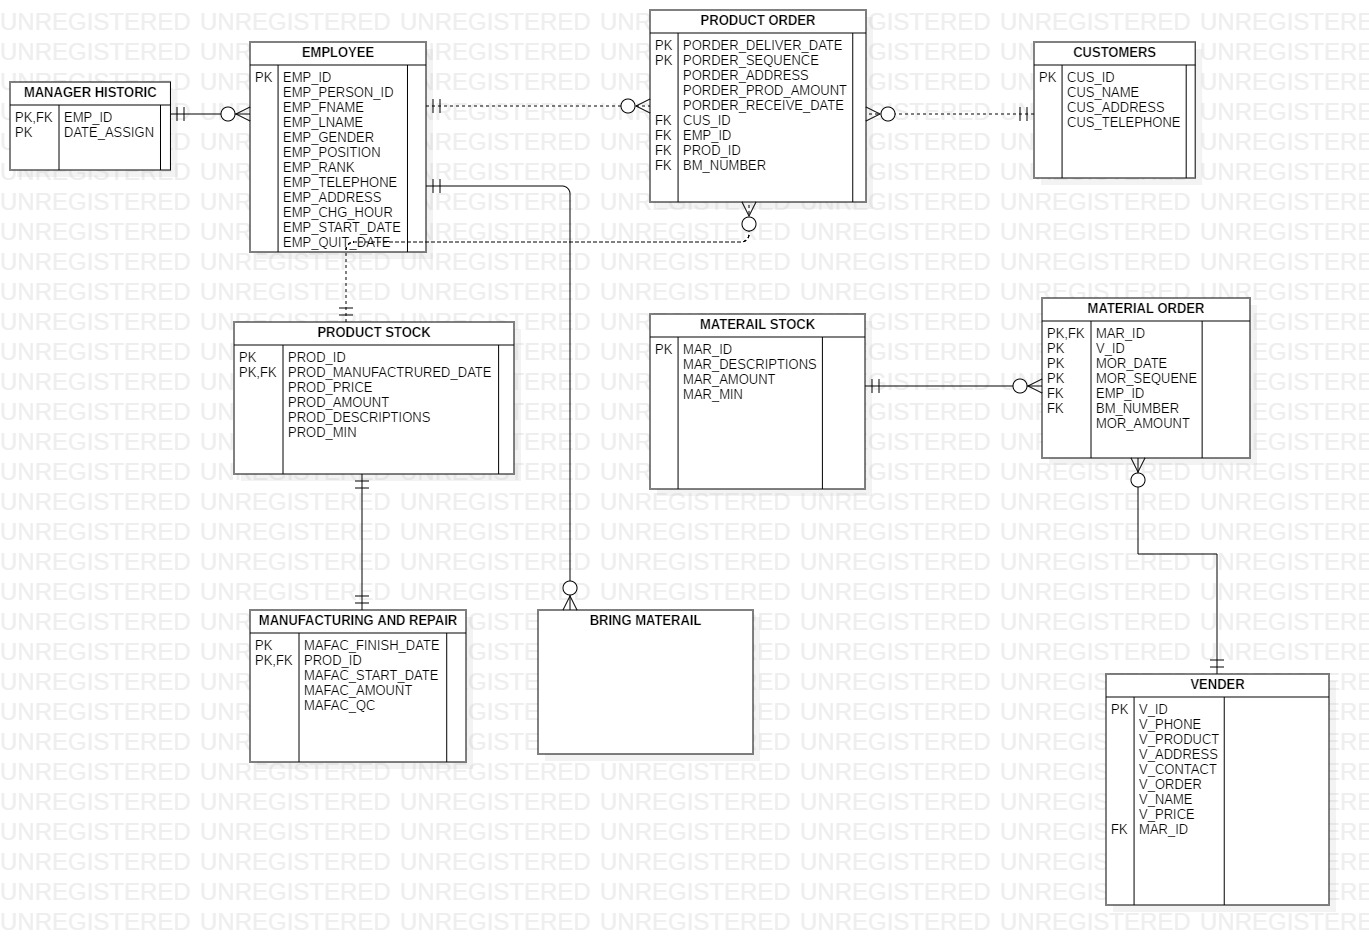 MANAGER HISTORIC
PK,FK EMP_ID
PK DATE_ASSIGN
EMPLOYEE
PK EMP_ID
EMP_PERSON_ID
EMP_FNAME
EMP_LNAME
EMP_GENDER
EMP_POSITION
EMP_RANK
EMP_TELEPHONE
EMP_ADDRESS
EMP_CHG_HOUR
EMP_START_DATE
EMP_QUIT_DATE
PRODUCT ORDER
PK PORDER_DELIVER_DATE
PK PORDER_SEQUENCE
PORDER_ADDRESS
PORDER_PROD_AMOUNT
PORDER_RECEIVE_DATE
FK CUS_ID
FK EMP_ID
FK PROD_ID
FK BM_NUMBER
CUSTOMERS
PK CUS_ID
CUS_NAME
CUS_ADDRESS
CUS_TELEPHONE
PRODUCT STOCK
PK PROD_ID
PK,FK PROD_MANUFACTRURED_DATE
PROD_PRICE
PROD_AMOUNT
PROD_DESCRIPTIONS
PROD_MIN
MATERAIL STOCK
PK MAR_ID
MAR_DESCRIPTIONS
MAR_AMOUNT
MAR_MIN
MATERIAL ORDER
PK,FK MAR_ID
PK V_ID
PK MOR_DATE
PK MOR_SEQUENE
FK EMP_ID
FK BM_NUMBER
MOR_AMOUNT
MANUFACTURING AND REPAIR
PK MAFAC_FINISH_DATE
PK,FK PROD_ID
MAFAC_START_DATE
MAFAC_AMOUNT
MAFAC_QC
BRING MATERAIL
VENDER
PK V_ID
V_PHONE
V_PRODUCT
V_ADDRESS
V_CONTACT
V_ORDER
V_NAME
V_PRICE
FK MAR_ID
UNREGISTERED